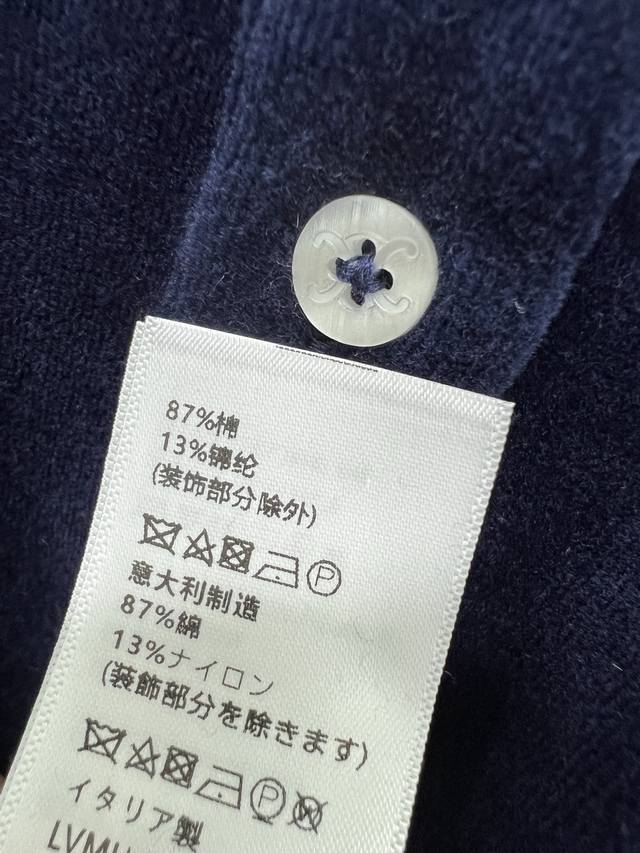 87%棉
13%锦纶
(装饰部分除外)
P
意大利制造
87%綿
13%ナイロン
(装飾部分を除きます)
P
イタリア製